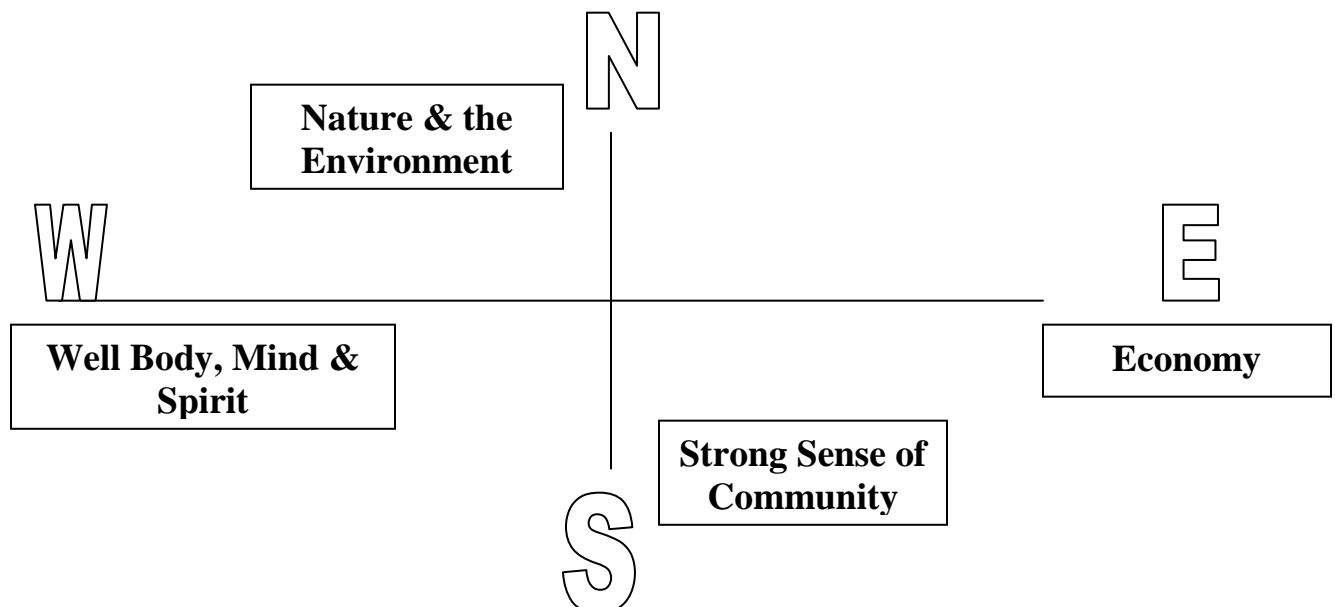 N
Nature & the
Environment
W
E
Well Body, Mind &
Spirit
Economy
Strong Sense of
Community
S